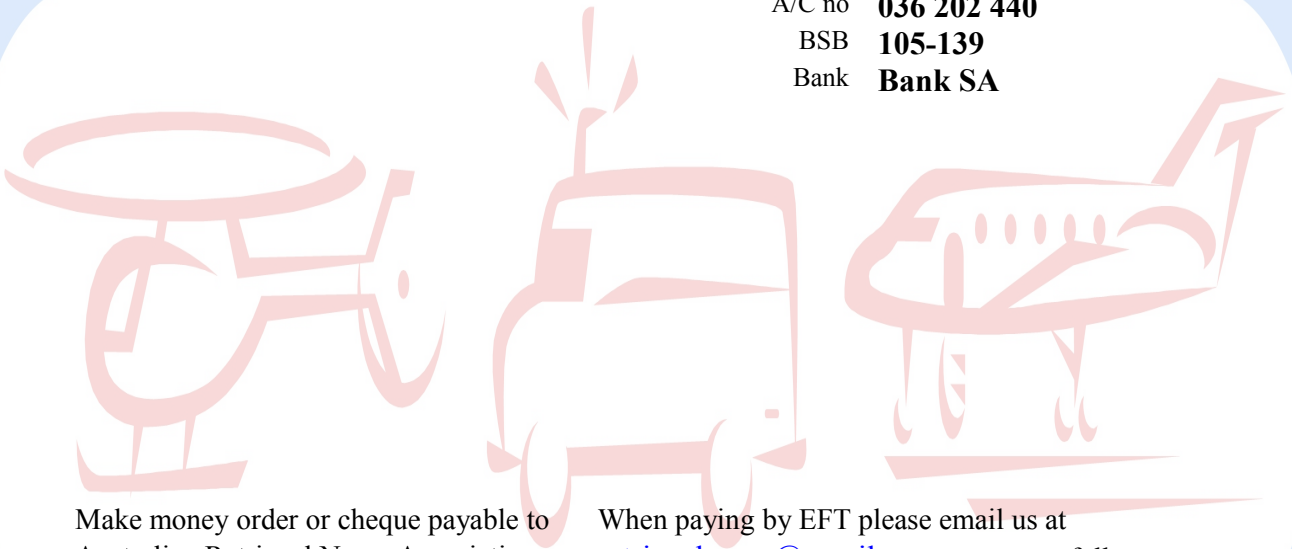 A/C no 036 202 440
BSB 105-139
Bank Bank SA
Make money order or cheque payable to
When paying by EFT please email us at